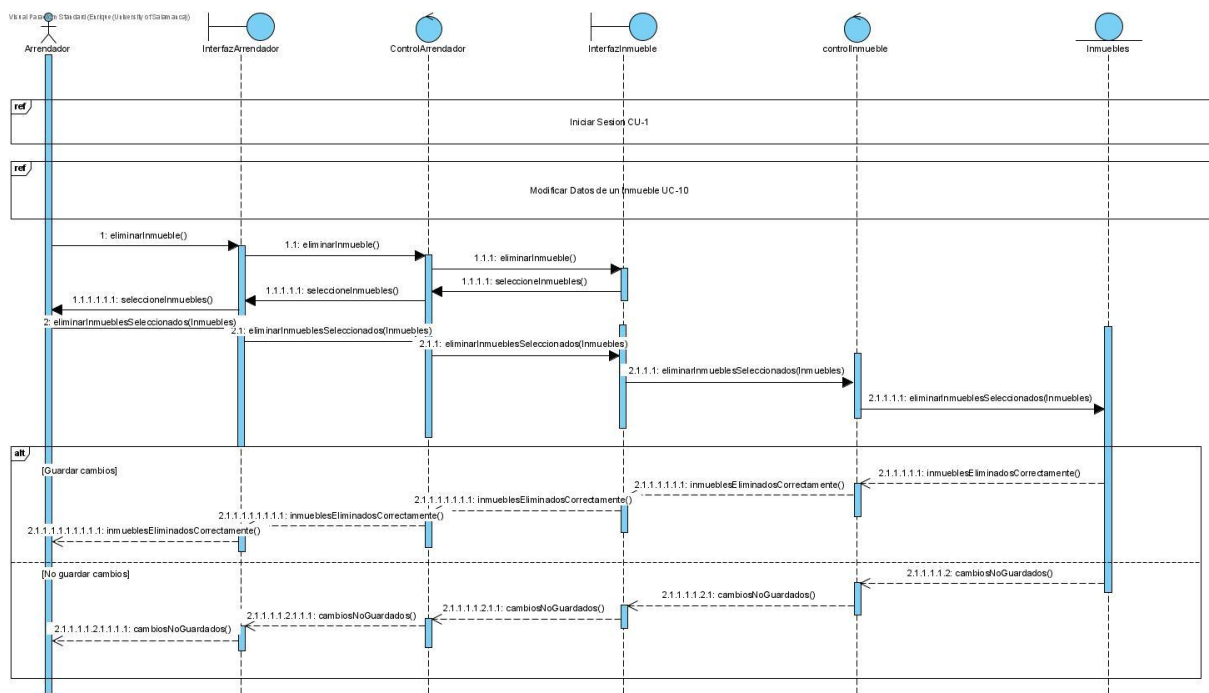 Visual Paradigm Standard(Enrique (University of Salamanca))
Arrendador
InterfazArrendador
ControlArrendador
InterfazInmueble
controlInmueble
Inmuebles
ref
Iniciar Sesion CU-1
ref
Modificar Datos de un Inmueble UC-10
1: eliminarInmueble()
1.1: eliminarInmueble()
1.1.1: eliminarInmueble()
1.1.1.1: seleccioneInmuebles()
1.1.1.1.1: seleccioneInmuebles()
1.1.1.1.1.1: seleccioneInmuebles()
2: eliminarInmueblesSeleccionados(Inmuebles)
2.1: eliminarInmueblesSeleccionados(Inmuebles)
2.1.1: eliminarInmueblesSeleccionados(Inmuebles)
2.1.1.1: eliminarInmueblesSeleccionados(Inmuebles)
2.1.1.1.1: eliminarInmueblesSeleccionados(Inmuebles)
alt
[Guardar cambios]
2.1.1.1.1.1: inmueblesEliminadosCorrectamente()
2.1.1.1.1.1.1: inmueblesEliminadosCorrectamente()
2.1.1.1.1.1.1.1: inmueblesEliminadosCorrectamente()
2.1.1.1.1.1.1.1.1: inmueblesEliminadosCorrectamente()
2.1.1.1.1.1.1.1.1.1: inmueblesEliminadosCorrectamente()
[No guardar cambios]
2.1.1.1.1.2: cambiosNoGuardados()
2.1.1.1.1.2.1: cambiosNoGuardados()
2.1.1.1.1.2.1.1: cambiosNoGuardados()
2.1.1.1.1.2.1.1.1: cambiosNoGuardados()
2.1.1.1.1.2.1.1.1.1: cambiosNoGuardados()